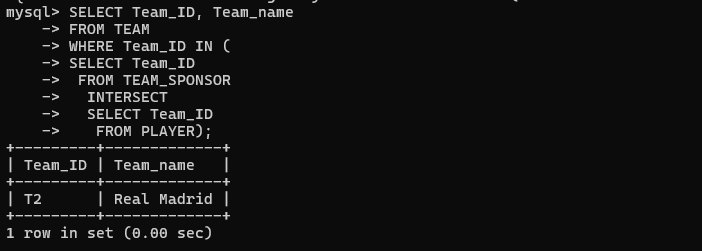 mysql> SELECT Team_ID, Team_name
    -> FROM TEAM
    -> WHERE Team_ID IN (
    -> SELECT Team_ID
    ->  FROM TEAM_SPONSOR
    ->   INTERSECT
    ->   SELECT Team_ID
    ->    FROM PLAYER);
+---------+-------------+
| Team_ID | Team_name   |
+---------+-------------+
| T2      | Real Madrid |
+---------+-------------+
1 row in set (0.00 sec)